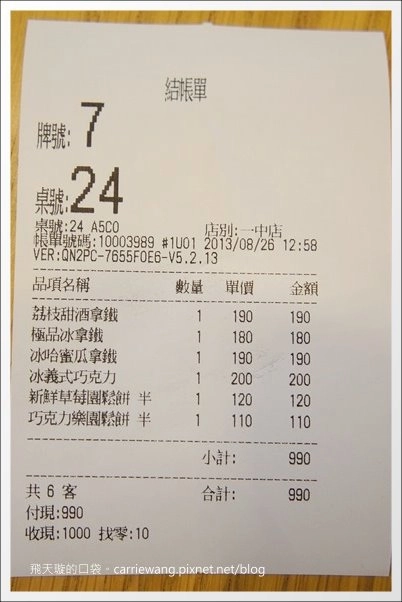 結帳單
牌號: 7
桌號: 24
桌號:24 A5C0 店別:一中店
帳單號碼:10003989 #1U01 2013/08/26 12:58
VER:QN2PC-7655F0E6-V5.2.13
品項名稱 數量 單價 金額
荔枝甜酒拿鐵 1 190 190
極品冰拿鐵 1 180 180
冰哈蜜瓜拿鐵 1 190 190
冰義式巧克力 1 200 200
新鮮草莓園鬆餅 半 1 120 120
巧克力樂園鬆餅 半 1 110 110
小計: 990
共 6 客 合計: 990
付現:990
收現:1000 找零:10
飛天璇的口袋。carriewang.pixnet.net/blog